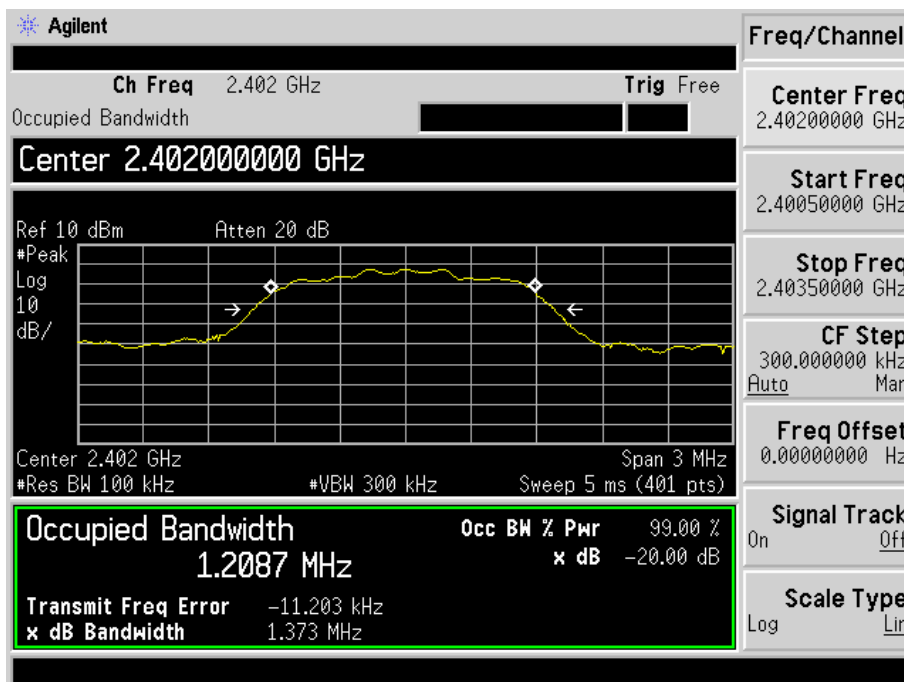 Agilent
Freq/Channel
Ch Freq 2.402 GHz Trig Free
Occupied Bandwidth
Center 2.402000000 GHz
Ref 10 dBm Atten 20 dB
#Peak
Log
10
dB/
Center 2.402 GHz Span 3 MHz
#Res BW 100 kHz #VBW 300 kHz Sweep 5 ms (401 pts)
Occupied Bandwidth
1.2087 MHz
Occ BW % Pwr 99.00 %
x dB -20.00 dB
Transmit Freq Error -11.203 kHz
x dB Bandwidth 1.373 MHz
Center Freq
2.40200000 GHz
Start Freq
2.40050000 GHz
Stop Freq
2.40350000 GHz
CF Step
300.000000 kHz
Auto Man
Freq Offset
0.00000000 Hz
Signal Track
On Off
Scale Type
Log Lin